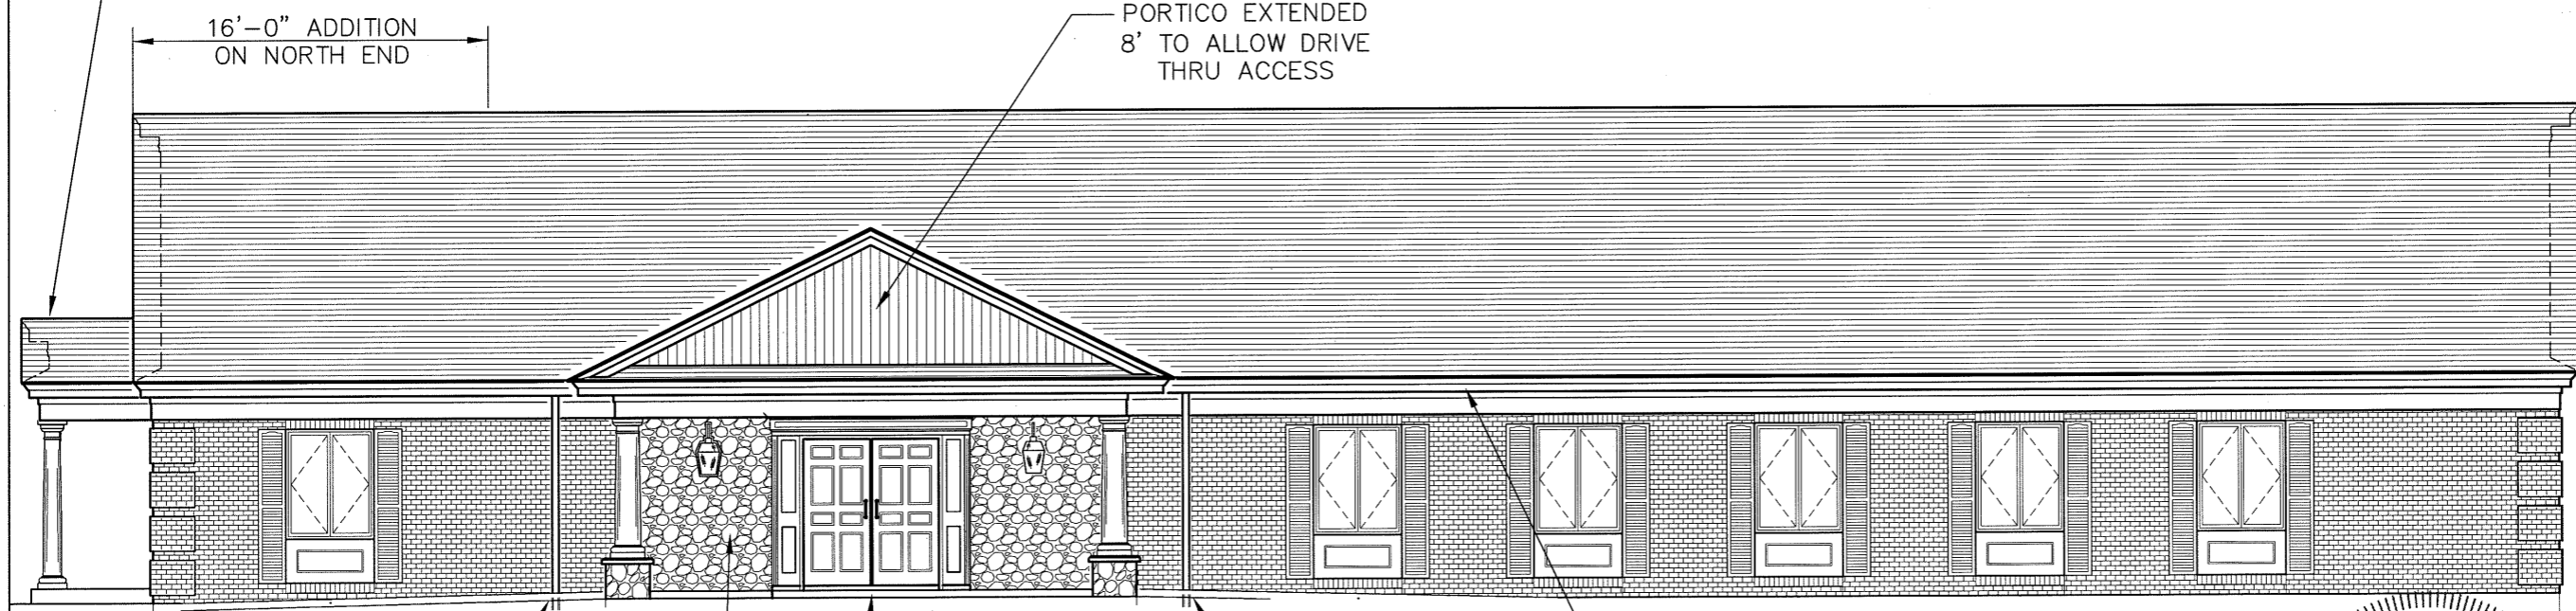 16'-0" ADDITION
ON NORTH END
PORTICO EXTENDED
8' TO ALLOW DRIVE
THRU ACCESS